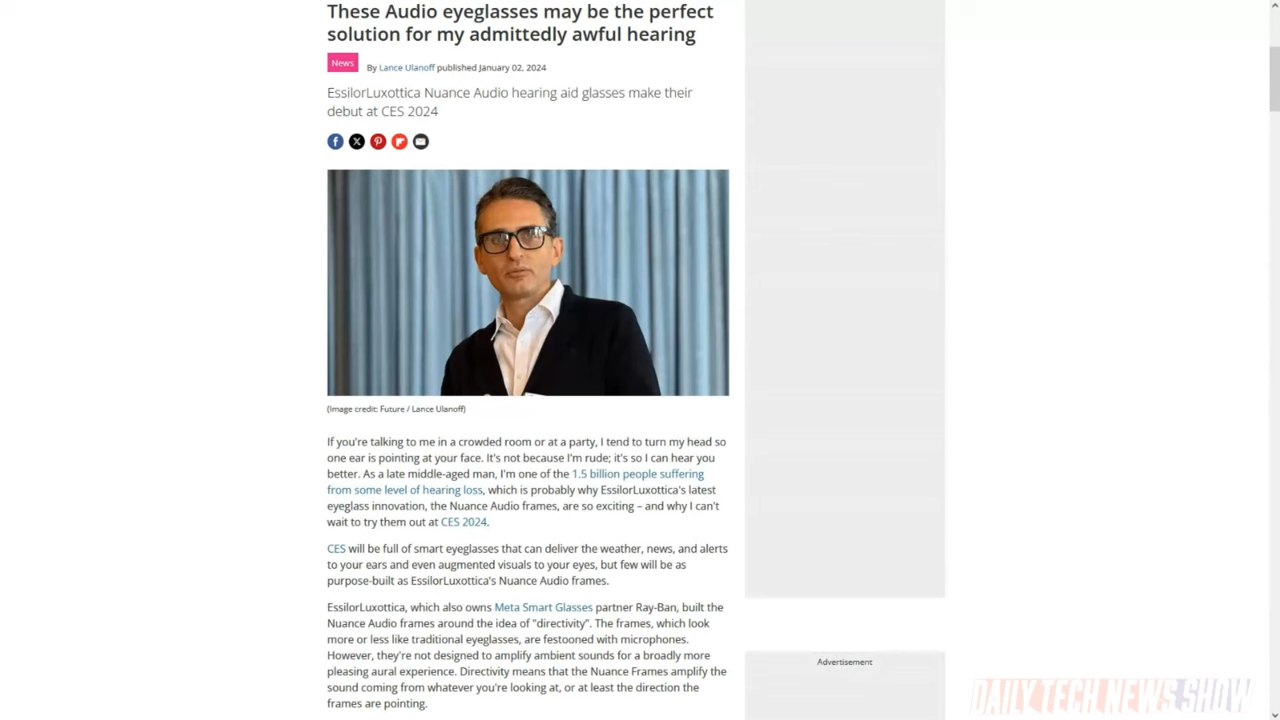 These Audio eyeglasses may be the perfect
solution for my admittedly awful hearing
News
By Lance Ulanoff published January 02, 2024
EssilorLuxottica Nuance Audio hearing aid glasses make their
debut at CES 2024
(Image credit: Future / Lance Ulanoff)
If you're talking to me in a crowded room or at a party, I tend to turn my head so
one ear is pointing at your face. It's not because I'm rude; it's so I can hear you
better. As a late middle-aged man, I'm one of the 1.5 billion people suffering
from some level of hearing loss, which is probably why EssilorLuxottica's latest
eyeglass innovation, the Nuance Audio frames, are so exciting – and why I can't
wait to try them out at CES 2024.
CES will be full of smart eyeglasses that can deliver the weather, news, and alerts
to your ears and even augmented visuals to your eyes, but few will be as
purpose-built as EssilorLuxottica's Nuance Audio frames.
EssilorLuxottica, which also owns Meta Smart Glasses partner Ray-Ban, built the
Nuance Audio frames around the idea of "directivity". The frames, which look
more or less like traditional eyeglasses, are festooned with microphones.
However, they're not designed to amplify ambient sounds for a broadly more
pleasing aural experience. Directivity means that the Nuance Frames amplify the
sound coming from whatever you're looking at, or at least the direction the
frames are pointing.
Advertisement
DAILY TECH NEWS SHOW